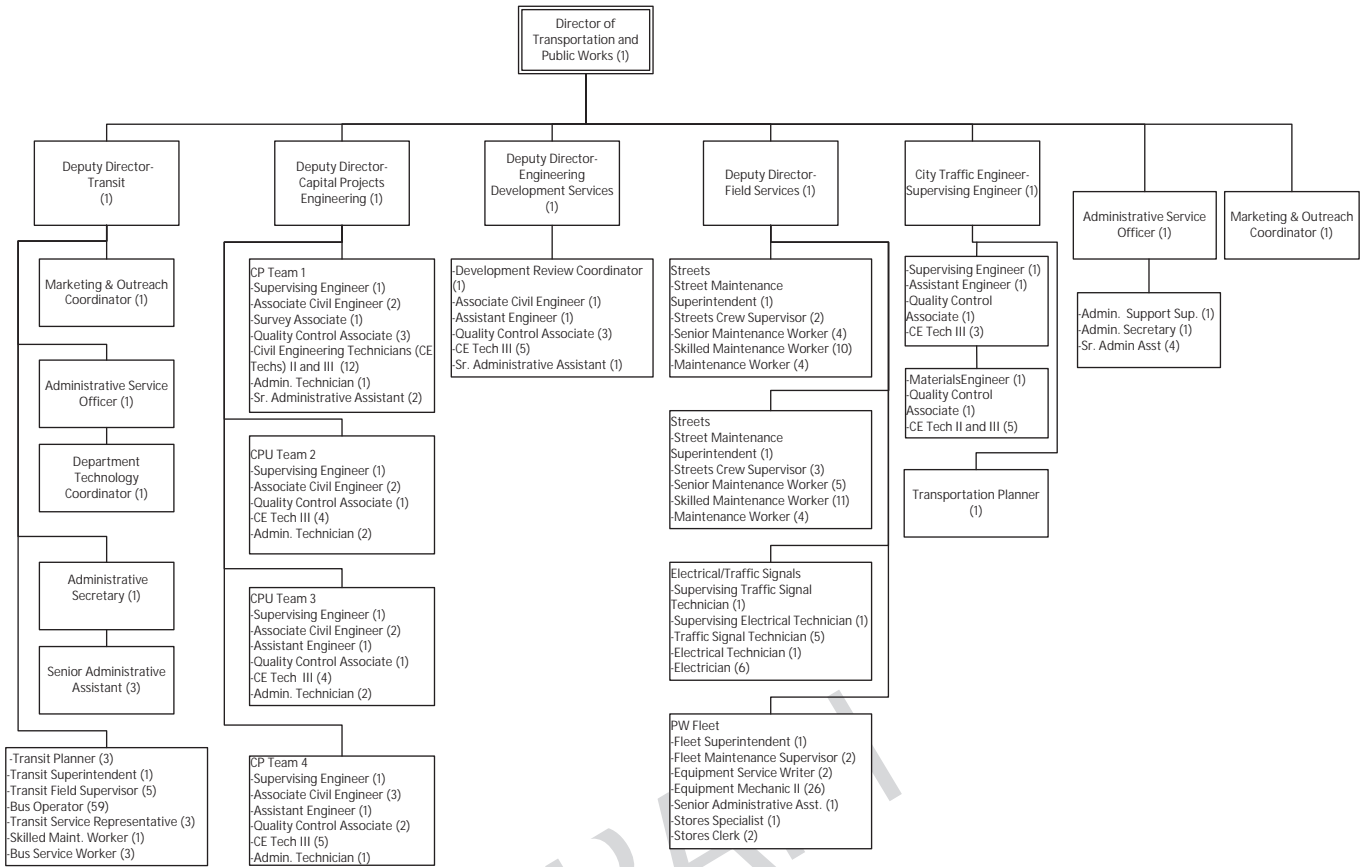 Director of
Transportation and
Public Works (1)
Deputy Director-
Transit
(1)
Marketing & Outreach
Coordinator (1)
Administrative Service
Officer (1)
Department
Technology
Coordinator (1)
Administrative
Secretary (1)
Senior Administrative
Assistant (3)
-Transit Planner (3)
-Transit Superintendent (1)
-Transit Field Supervisor (5)
-Bus Operator (59)
-Transit Service Representative (3)
-Skilled Maint. Worker (1)
-Bus Service Worker (3)
Deputy Director-
Capital Projects
Engineering (1)
CP Team 1
-Supervising Engineer (1)
-Associate Civil Engineer (2)
-Survey Associate (1)
-Quality Control Associate (3)
-Civil Engineering Technicians (CE
Techs) II and III (12)
-Admin. Technician (1)
-Sr. Administrative Assistant (2)
CPU Team 2
-Supervising Engineer (1)
-Associate Civil Engineer (2)
-Quality Control Associate (1)
-CE Tech III (4)
-Admin. Technician (2)
CPU Team 3
-Supervising Engineer (1)
-Associate Civil Engineer (2)
-Assistant Engineer (1)
-Quality Control Associate (1)
-CE Tech III (4)
-Admin. Technician (2)
CP Team 4
-Supervising Engineer (1)
-Associate Civil Engineer (3)
-Assistant Engineer (1)
-Quality Control Associate (2)
-CE Tech III (5)
-Admin. Technician (1)
Deputy Director-
Engineering
Development Services
(1)
-Development Review Coordinator
(1)
-Associate Civil Engineer (1)
-Assistant Engineer (1)
-Quality Control Associate (3)
-CE Tech III (5)
-Sr. Administrative Assistant (1)
Deputy Director-
Field Services (1)
Streets
-Street Maintenance
Superintendent (1)
-Streets Crew Supervisor (2)
-Senior Maintenance Worker (4)
-Skilled Maintenance Worker (10)
-Maintenance Worker (4)
Streets
-Street Maintenance
Superintendent (1)
-Streets Crew Supervisor (3)
-Senior Maintenance Worker (5)
-Skilled Maintenance Worker (11)
-Maintenance Worker (4)
Electrical/Traffic Signals
-Supervising Traffic Signal
Technician (1)
-Supervising Electrical Technician (1)
-Traffic Signal Technician (5)
-Electrical Technician (1)
-Electrician (6)
PW Fleet
-Fleet Superintendent (1)
-Fleet Maintenance Supervisor (2)
-Equipment Service Writer (2)
-Equipment Mechanic II (26)
-Senior Administrative Asst. (1)
-Stores Specialist (1)
-Stores Clerk (2)
City Traffic Engineer-
Supervising Engineer (1)
-Supervising Engineer (1)
-Assistant Engineer (1)
-Quality Control
Associate (1)
-CE Tech III (3)
-MaterialsEngineer (1)
-Quality Control
Associate (1)
-CE Tech II and III (5)
Transportation Planner
(1)
Administrative Service
Officer (1)
-Admin. Support Sup. (1)
-Admin. Secretary (1)
-Sr. Admin Asst (4)
Marketing & Outreach
Coordinator (1)